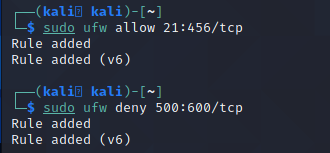 ┌──(kali㉿ kali)-[~]
└─$ sudo ufw allow 21:456/tcp
Rule added
Rule added (v6)
┌──(kali㉿ kali)-[~]
└─$ sudo ufw deny 500:600/tcp
Rule added
Rule added (v6)